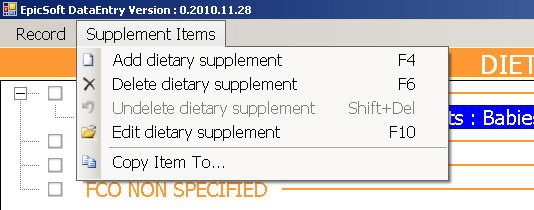 EpicSoft DataEntry Version : 0.2010.11.28
Record Supplement Items
DIET
Add dietary supplement F4
Delete dietary supplement F6
Undelete dietary supplement Shift+Del
Edit dietary supplement F10
Copy Item To...
ts : Babies
FCO NON SPECIFIED